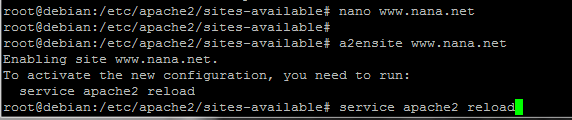 root@debian:/etc/apache2/sites-available# nano www.nana.net
root@debian:/etc/apache2/sites-available#
root@debian:/etc/apache2/sites-available# a2ensite www.nana.net
Enabling site www.nana.net.
To activate the new configuration, you need to run:
  service apache2 reload
root@debian:/etc/apache2/sites-available# service apache2 reload